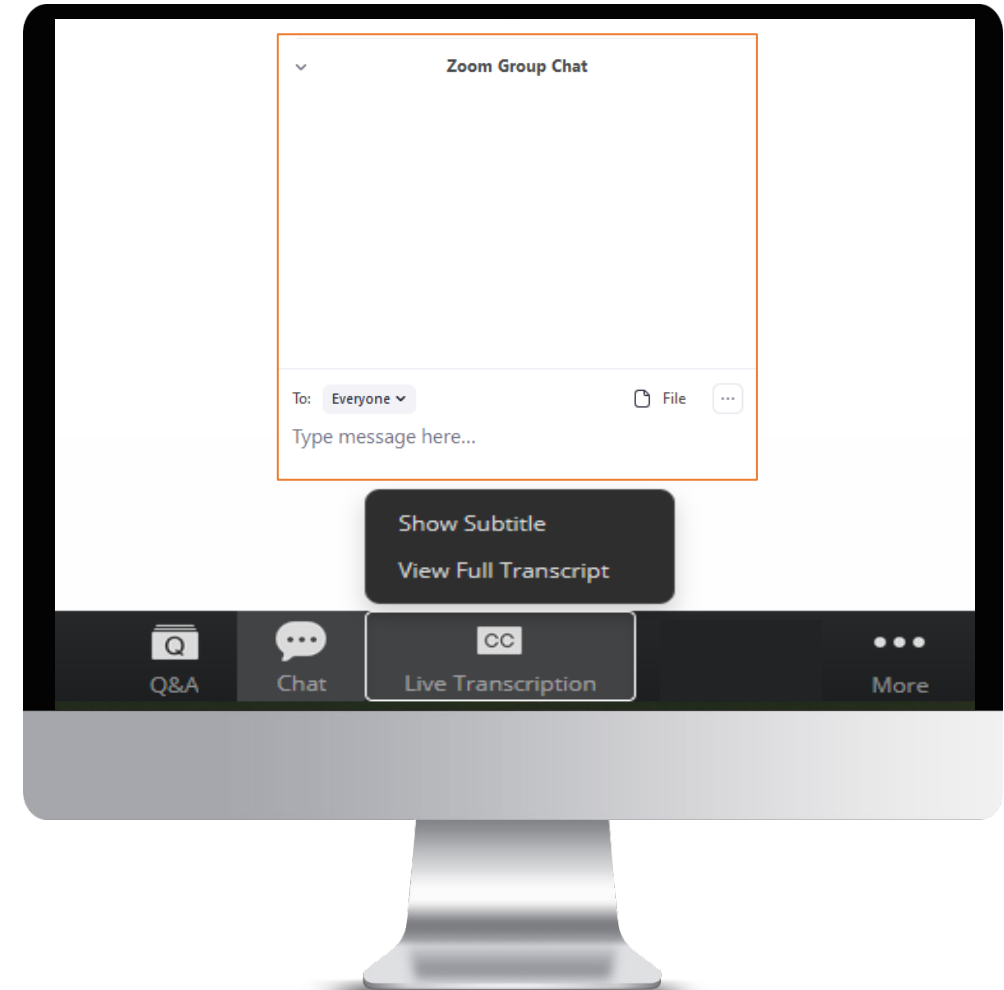 Zoom Group Chat
To: Everyone File
Type message here...
Show Subtitle
View Full Transcript
Q
CC
Q&A Chat Live Transcription More